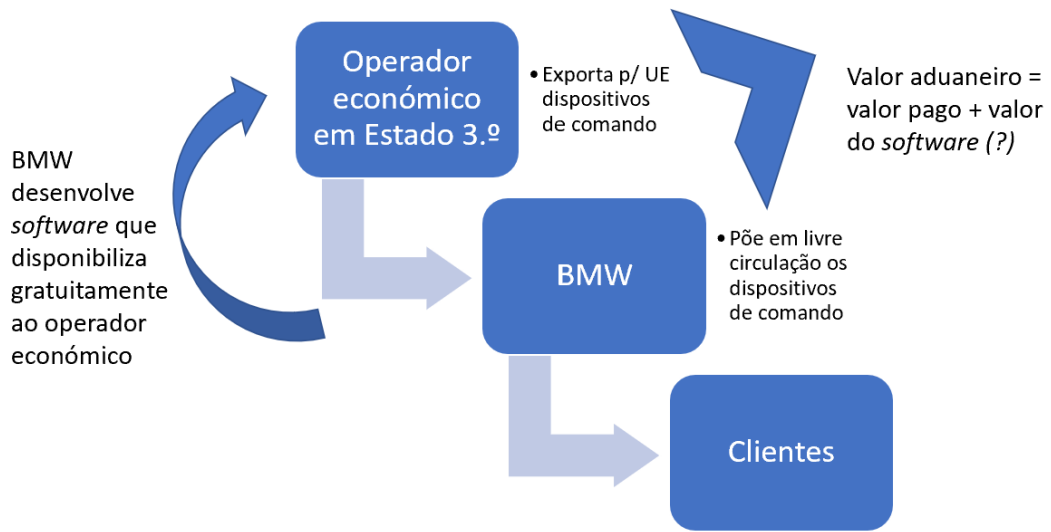 Operador
económico
em Estado 3.º
• Exporta p/ UE
dispositivos
de comando
Valor aduaneiro =
valor pago + valor
do software (?)
BMW
desenvolve
software que
disponibiliza
gratuitamente
ao operador
económico
BMW
• Põe em livre
circulação os
dispositivos
de comando
Clientes